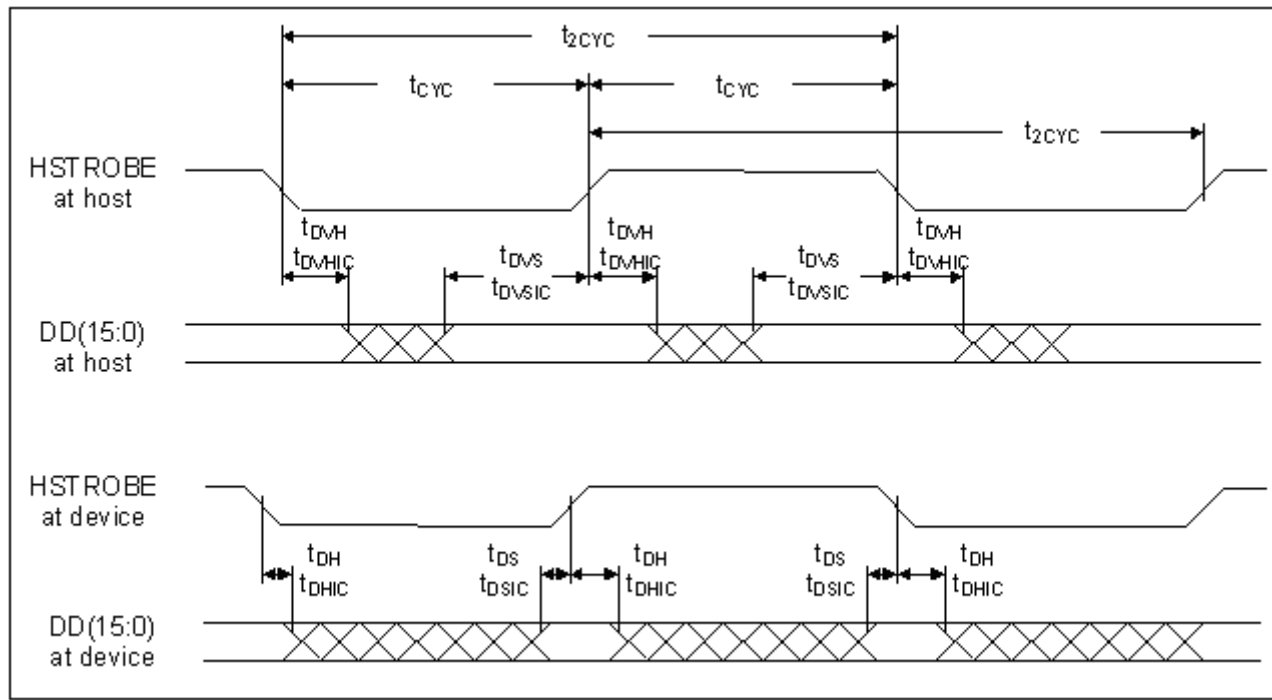 t2CYC
tCYC
tCYC
t2CYC
HSTROBE
at host
tDVH
tDVHIC
tDVS
tDVSIC
tDVH
tDVHIC
tDVS
tDVSIC
tDVH
tDVHIC
DD(15:0)
at host
HSTROBE
at device
tDH
tDHIC
tDS
tDSIC
tDH
tDHIC
tDS
tDSIC
tDH
tDHIC
DD(15:0)
at device